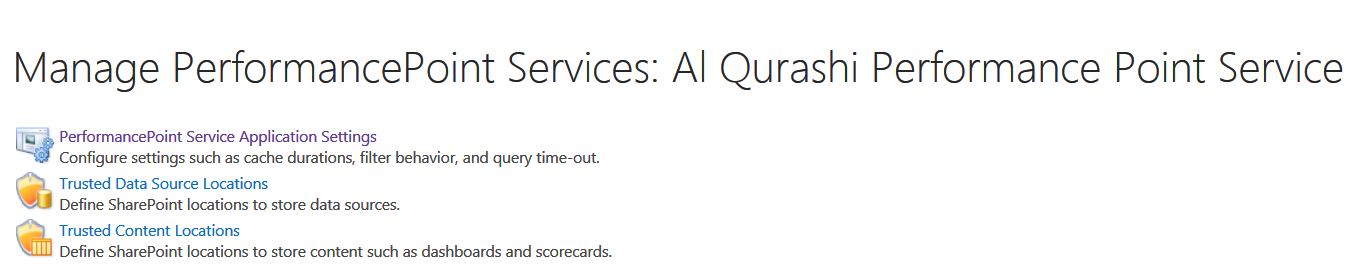 Manage PerformancePoint Services: Al Qurashi Performance Point Service
PerformancePoint Service Application Settings
Configure settings such as cache durations, filter behavior, and query time-out.
Trusted Data Source Locations
Define SharePoint locations to store data sources.
Trusted Content Locations
Define SharePoint locations to store content such as dashboards and scorecards.